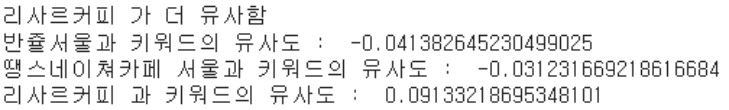 리사르커피 가 더 유사함
반쥴서울과 키워드의 유사도 :  -0.041382645230499025
땡스네이쳐카페 서울과 키워드의 유사도 :  -0.031231669218616684
리사르커피 과 키워드의 유사도 :  0.09133218695348101